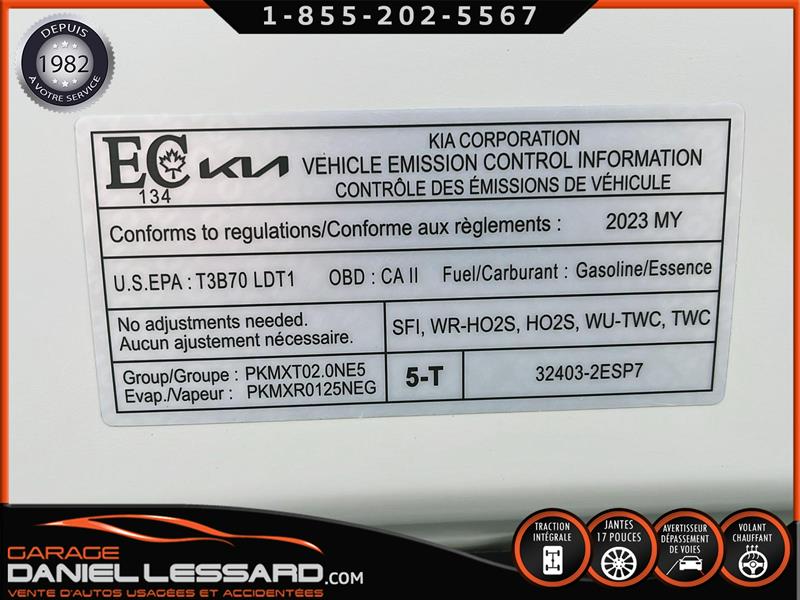 1-855-202-5567
DEPUIS
1982
À VOTRE SERVICE
EC
134
KIA
KIA CORPORATION
VEHICLE EMISSION CONTROL INFORMATION
CONTRÔLE DES ÉMISSIONS DE VÉHICULE
Conforms to regulations/Conforme aux règlements : 2023 MY
U.S.EPA : T3B70 LDT1 OBD : CA II Fuel/Carburant : Gasoline/Essence
No adjustments needed.
Aucun ajustement nécessaire.
SFI, WR-HO2S, HO2S, WU-TWC, TWC
Group/Groupe : PKMXT02.0NE5
Evap./Vapeur : PKMXR0125NEG
5-T
32403-2ESP7
TRACTION
INTÉGRALE
JANTES
17 POUCES
AVERTISSEUR
DÉPASSEMENT
DE VOIES
VOLANT
CHAUFFANT
GARAGE
DANIEL LESSARD.COM
VENTE D'AUTOS USAGÉES ET ACCIDENTÉES